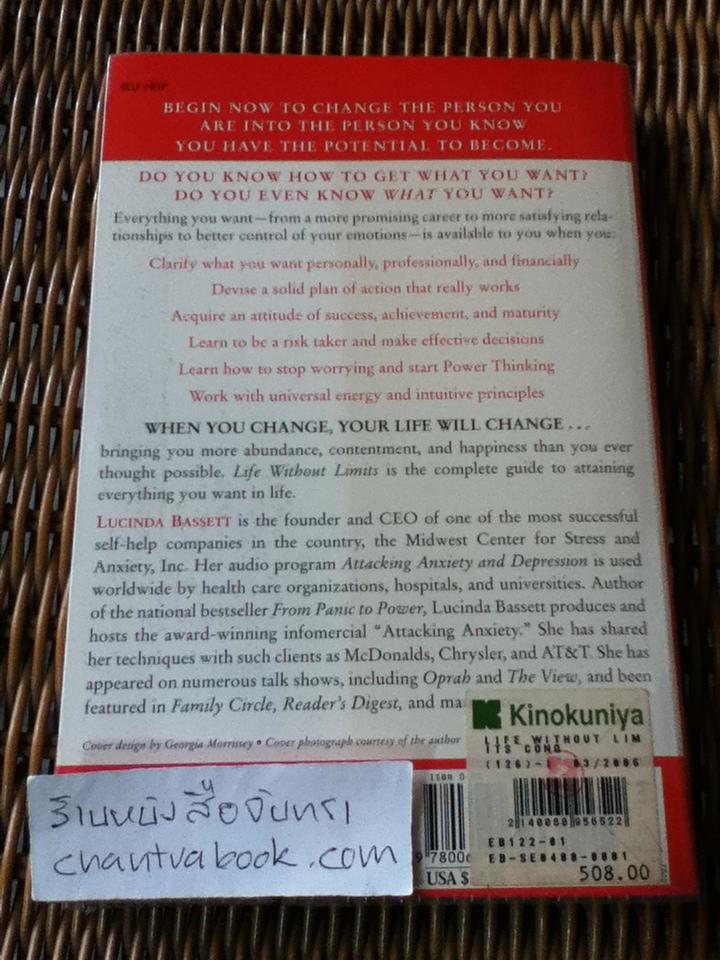 SELF-HELP
BEGIN NOW TO CHANGE THE PERSON YOU
ARE INTO THE PERSON YOU KNOW
YOU HAVE THE POTENTIAL TO BECOME.
DO YOU KNOW HOW TO GET WHAT YOU WANT?
DO YOU EVEN KNOW WHAT YOU WANT?
Everything you want—from a more promising career to more satisfying rela-
tionships to better control of your emotions—is available to you when you:
Clarify what you want personally, professionally, and financially
Devise a solid plan of action that really works
Acquire an attitude of success, achievement, and maturity
Learn to be a risk taker and make effective decisions
Learn how to stop worrying and start Power Thinking
Work with universal energy and intuitive principles
WHEN YOU CHANGE, YOUR LIFE WILL CHANGE...
bringing you more abundance, contentment, and happiness than you ever
thought possible. Life Without Limits is the complete guide to attaining
everything you want in life.
LUCINDA BASSETT is the founder and CEO of one of the most successful
self-help companies in the country, the Midwest Center for Stress and
Anxiety, Inc. Her audio program Attacking Anxiety and Depression is used
worldwide by health care organizations, hospitals, and universities. Author
of the national bestseller From Panic to Power, Lucinda Bassett produces and
hosts the award-winning infomercial "Attacking Anxiety." She has shared
her techniques with such clients as McDonalds, Chrysler, and AT&T. She has
appeared on numerous talk shows, including Oprah and The View, and been
featured in Family Circle, Reader's Digest, and ma
Cover design by Georgia Morrissey • Cover photograph courtesy of the author
Kinokuniya
LIFE WITHOUT LIM
ITS CONQ
03/2006
2140000956522
EB122-01
EB-SE0400-0001
508.00
ISBN 0-
9 78006
USA $
ร้านหนังสือจันทรา
chantrabook.com